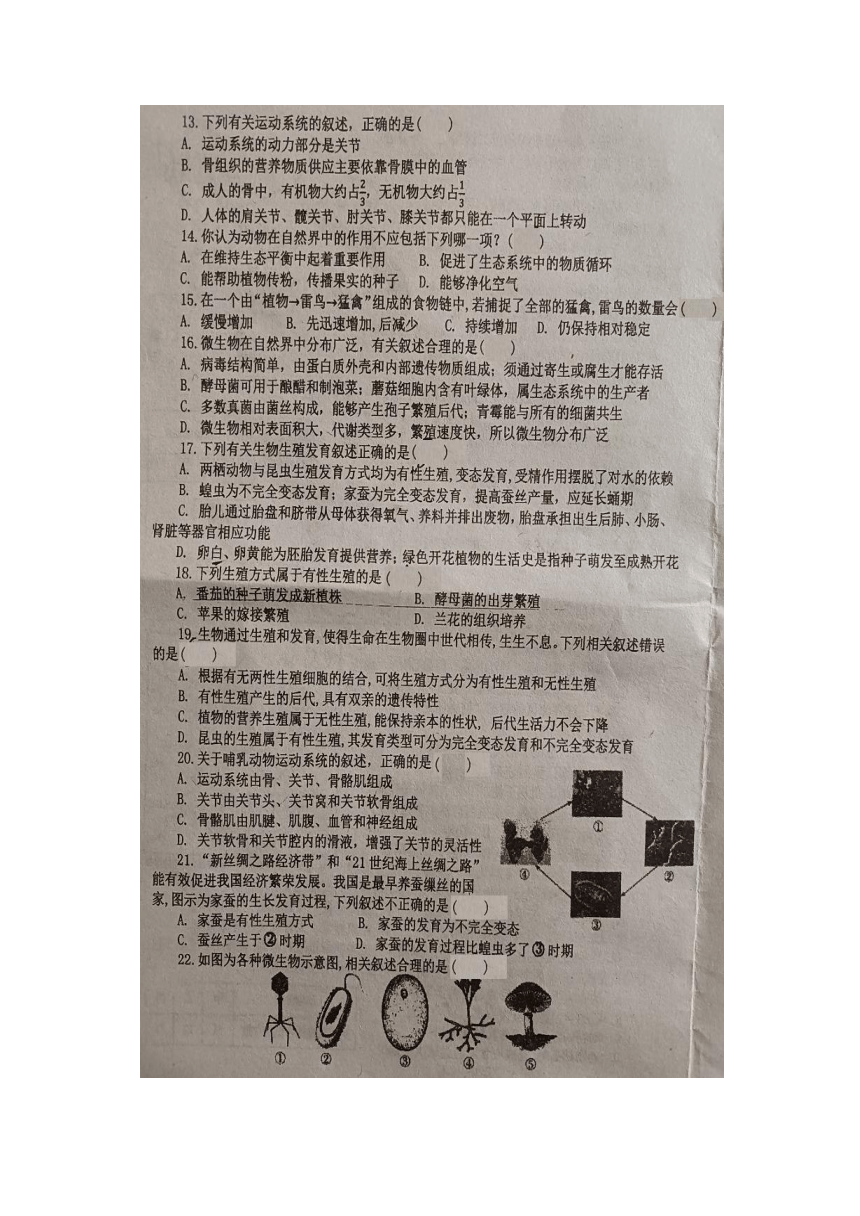 13.下列有关运动系统的叙述，正确的是(　　)
A. 运动系统的动力部分是关节
B. 骨组织的营养物质供应主要依靠骨膜中的血管
C. 成人的骨中，有机物大约占2/3，无机物大约占1/3
D. 人体的肩关节、髋关节、肘关节、膝关节都只能在一个平面上转动
14.你认为动物在自然界中的作用不应包括下列哪一项？(　　)
A. 在维持生态平衡中起着重要作用　B. 促进了生态系统中的物质循环
C. 能帮助植物传粉，传播果实的种子　D. 能够净化空气
15.在一个由“植物→雷鸟→猛禽”组成的食物链中,若捕捉了全部的猛禽,雷鸟的数量会(　　)
A. 缓慢增加　B. 先迅速增加,后减少　C. 持续增加　D. 仍保持相对稳定
16.微生物在自然界中分布广泛，有关叙述合理的是(　　)
A. 病毒结构简单，由蛋白质外壳和内部遗传物质组成；须通过寄生或腐生才能存活
B. 酵母菌可用于酿醋和制泡菜；蘑菇细胞内含有叶绿体，属生态系统中的生产者
C. 多数真菌由菌丝构成，能够产生孢子繁殖后代；青霉能与所有的细菌共生
D. 微生物相对表面积大、代谢类型多，繁殖速度快，所以微生物分布广泛
17.下列有关生物生殖发育叙述正确的是(　　)
A. 两栖动物与昆虫生殖发育方式均为有性生殖,变态发育,受精作用摆脱了对水的依赖
B. 蝗虫为不完全变态发育；家蚕为完全变态发育，提高蚕丝产量，应延长蛹期
C. 胎儿通过胎盘和脐带从母体获得氧气、养料并排出废物，胎盘承担出生后肺、小肠、
肾脏等器官相应功能
D. 卵白、卵黄能为胚胎发育提供营养；绿色开花植物的生活史是指种子萌发至成熟开花
18.下列生殖方式属于有性生殖的是(　　)
A. 番茄的种子萌发成新植株　B. 酵母菌的出芽繁殖
C. 苹果的嫁接繁殖　D. 兰花的组织培养
19.生物通过生殖和发育,使得生命在生物圈中世代相传,生生不息。下列相关叙述错误
的是(　　)
A. 根据有无两性生殖细胞的结合,可将生殖方式分为有性生殖和无性生殖
B. 有性生殖产生的后代,具有双亲的遗传特性
C. 植物的营养生殖属于无性生殖,能保持亲本的性状, 后代生活力不会下降
D. 昆虫的生殖属于有性生殖,其发育类型可分为完全变态发育和不完全变态发育
20.关于哺乳动物运动系统的叙述，正确的是(　　)
A. 运动系统由骨、关节、骨骼肌组成
B. 关节由关节头、关节窝和关节软骨组成
C. 骨骼肌由肌腱、肌腹、血管和神经组成
D. 关节软骨和关节腔内的滑液，增强了关节的灵活性
①
②
③
④
21. “新丝绸之路经济带”和“21世纪海上丝绸之路”
能有效促进我国经济繁荣发展。我国是最早养蚕缫丝的国
家,图示为家蚕的生长发育过程,下列叙述不正确的是(　　)
A. 家蚕是有性生殖方式　B. 家蚕的发育为不完全变态
C. 蚕丝产生于②时期　D. 家蚕的发育过程比蝗虫多了③时期
22.如图为各种微生物示意图,相关叙述合理的是(　　)
① ② ③ ④ ⑤